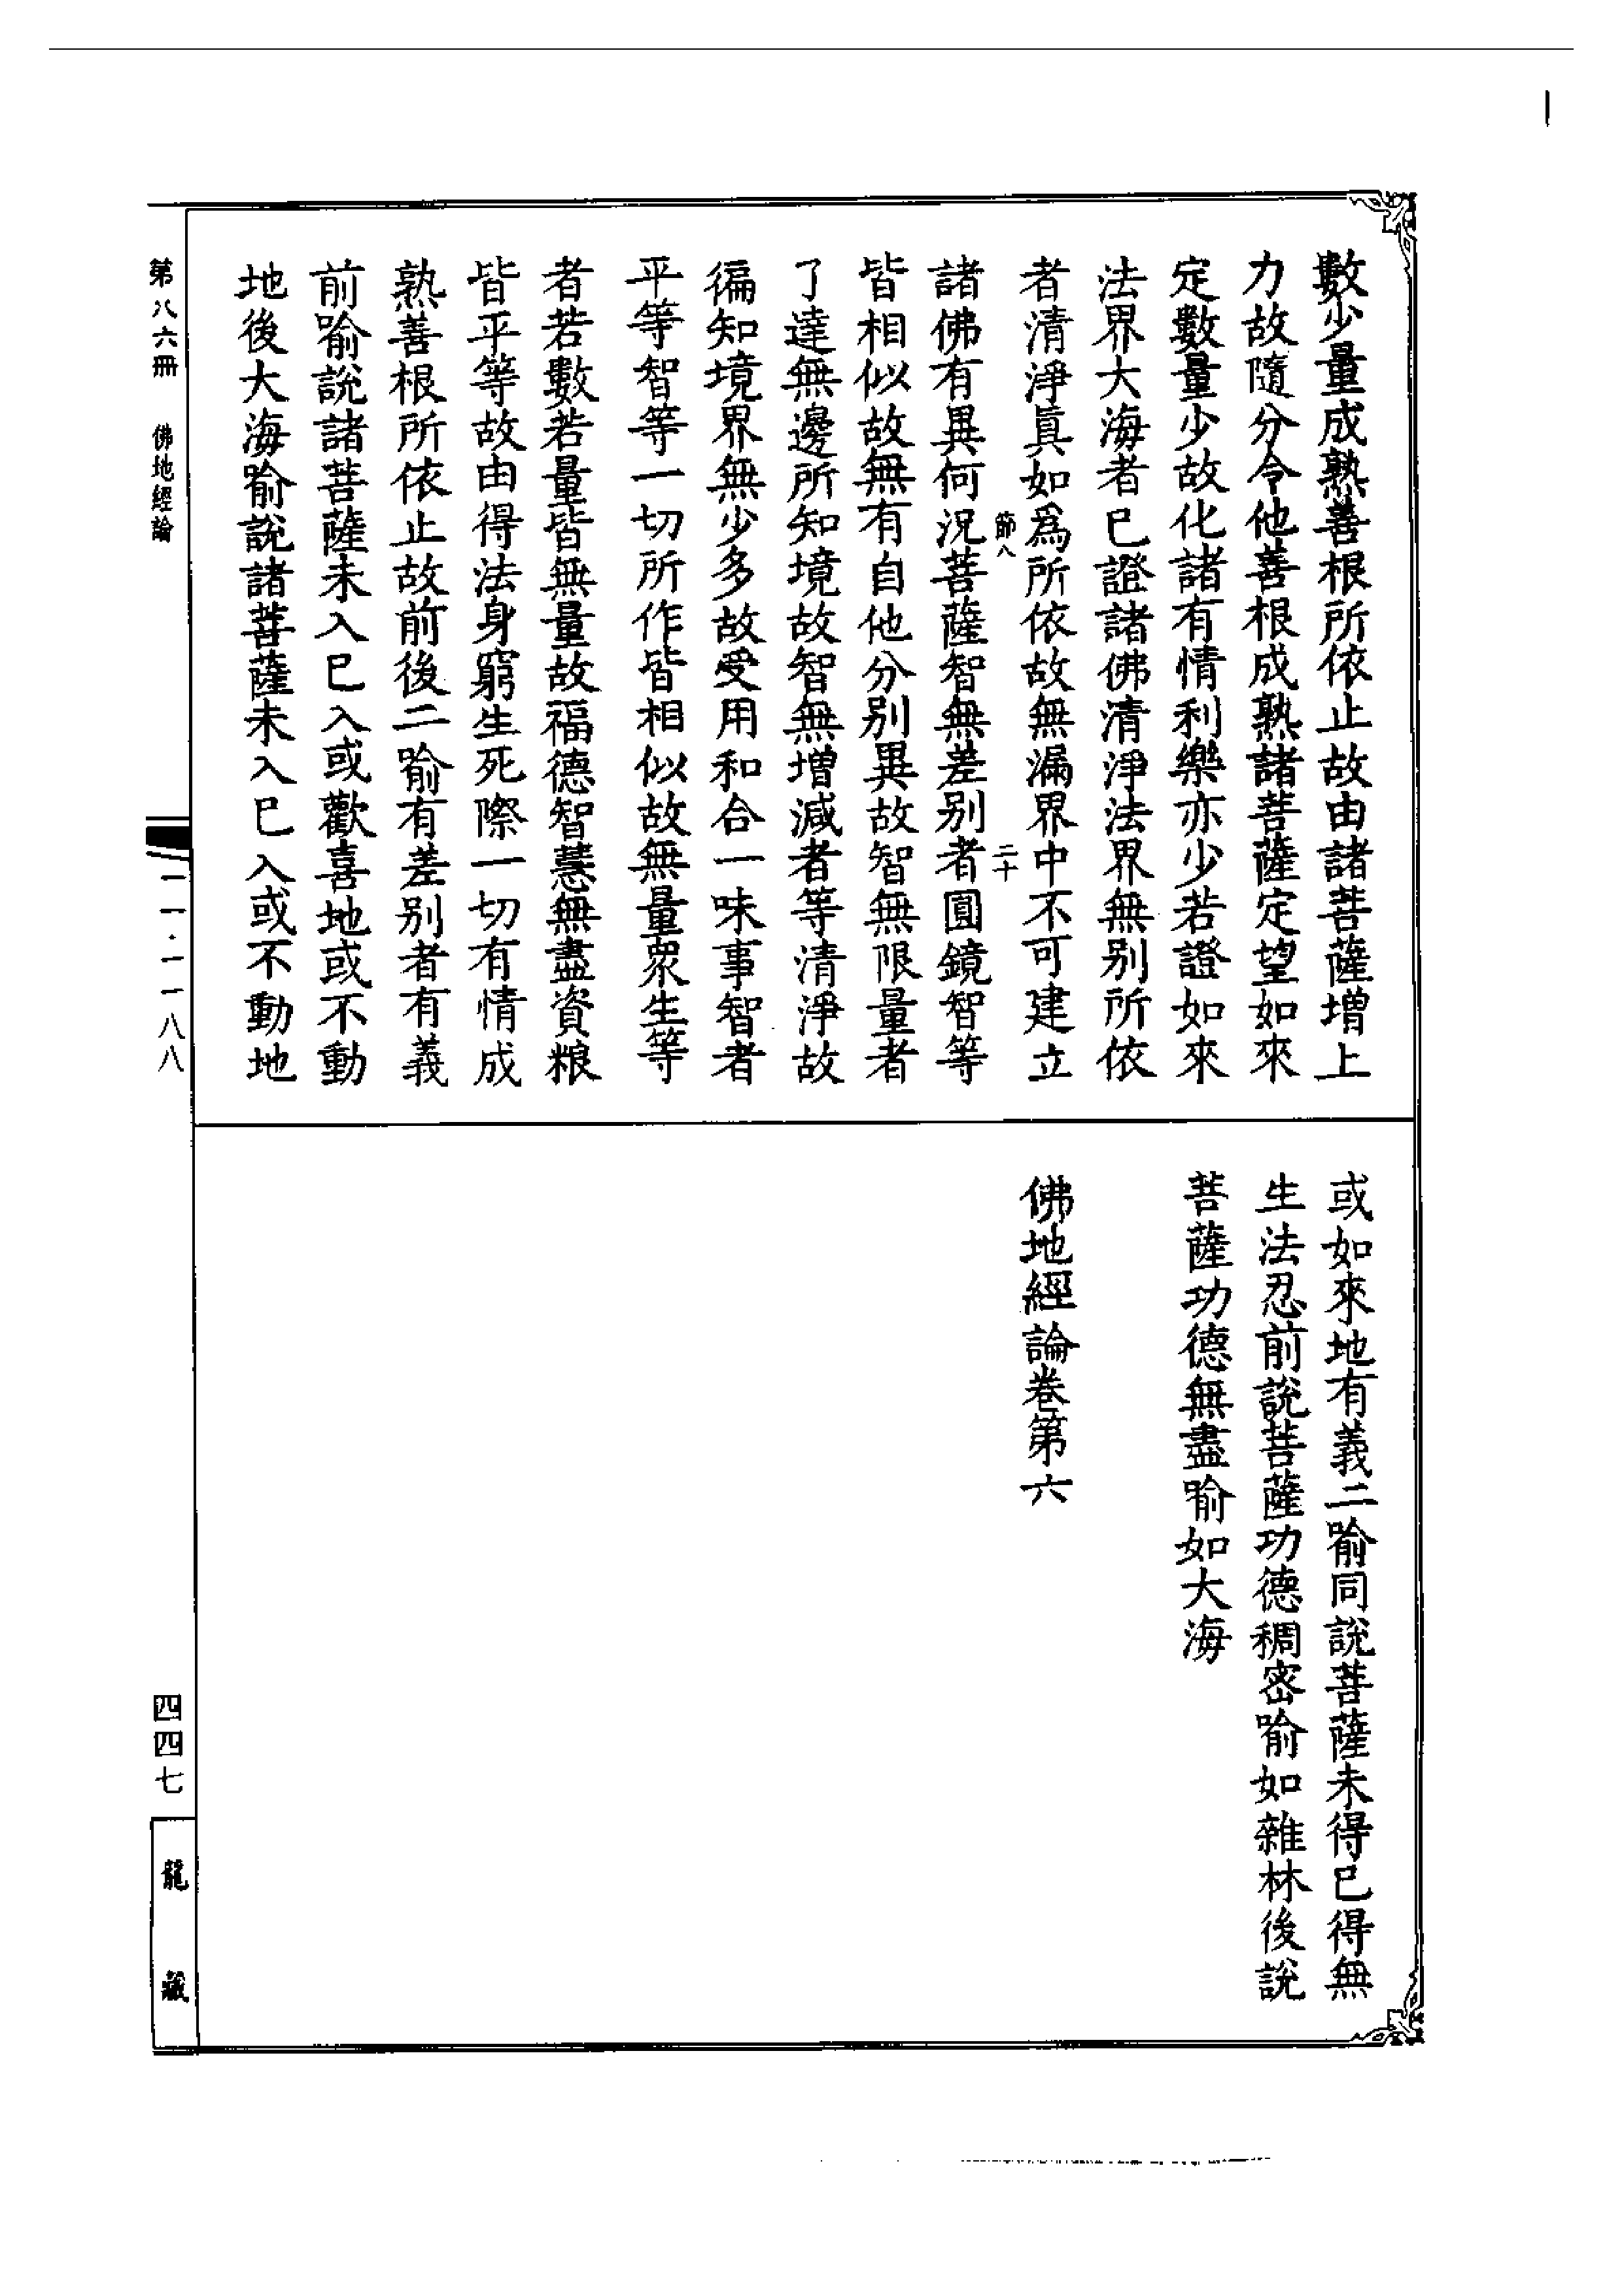 數少量成熟善根所依止故由諸菩薩增上
力故隨分令他善根成熟諸菩薩定望如來
定數量少故化諸有情利樂亦少若證如來
法界大海者已證諸佛清淨法界無別所依
者清淨真如為所依故無漏界中不可建立
節八
二十
諸佛有異何況菩薩智無差別者圓鏡智等
皆相似故無有自他分別異故智無限量者
了達無邊所知境故智無增減者等清淨故
徧知境界無少多故受用和合一味事智者
平等智等一切所作皆相似故無量眾生等
者若數若量皆無量故福德智慧無盡資粮
皆平等故由得法身窮生死際一切有情成
熟善根所依止故前後二喻有差別者有義
前喻說諸菩薩未入已入或歡喜地或不動
地後大海喻說諸菩薩未入已入或不動地
或如來地有義二喻同說菩薩未得已得無
生法忍前說菩薩功德稠密喻如雜林後說
菩薩功德無盡喻如大海
佛地經論卷第六
第八六冊 佛地經論
一一·一一八八
四四七
龍藏